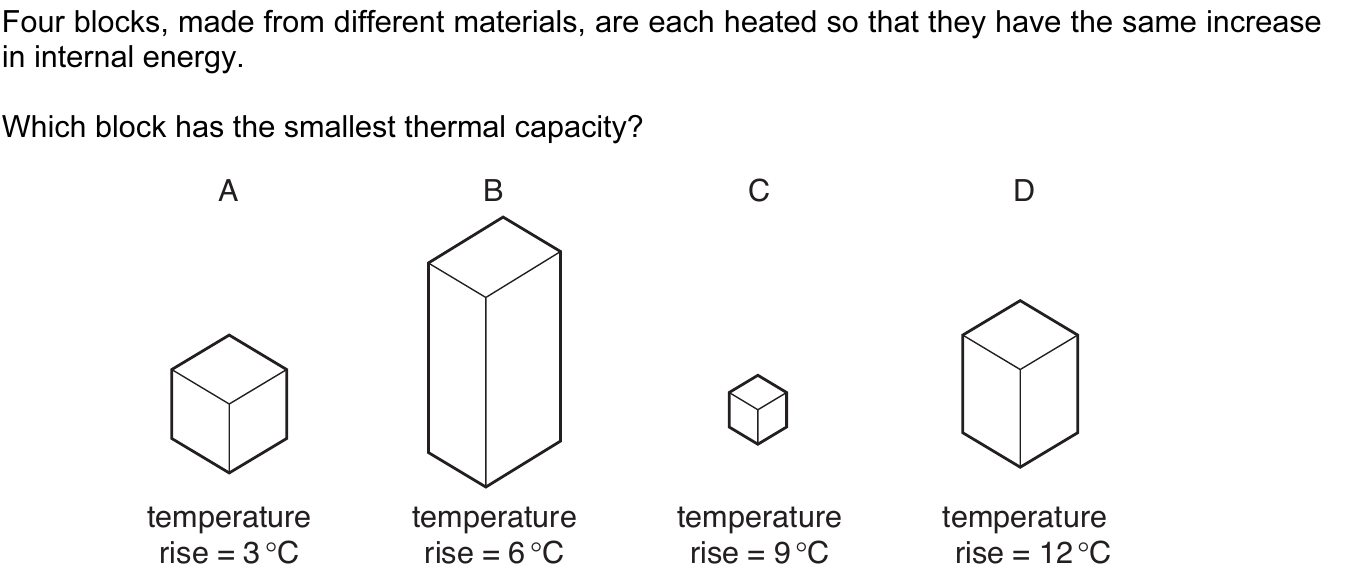 Four blocks, made from different materials, are each heated so that they have the same increase
in internal energy.
Which block has the smallest thermal capacity?
A B C D
temperature temperature temperature temperature
rise = 3 °C rise = 6 °C rise = 9 °C rise = 12 °C